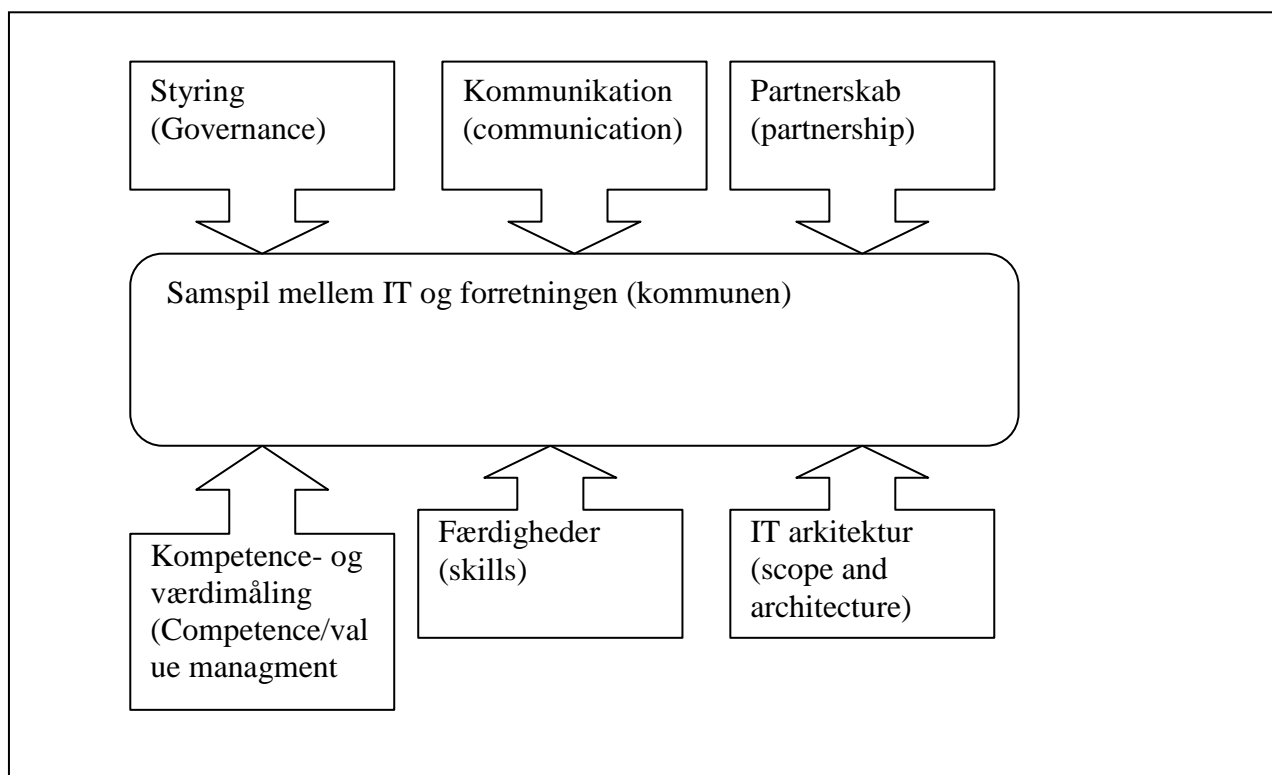 Styring
(Governance)
Kommunikation
(communication)
Partnerskab
(partnership)
Samspil mellem IT og forretningen (kommunen)
Kompetence- og
værdimåling
(Competence/val
ue managment
Færdigheder
(skills)
IT arkitektur
(scope and
architecture)